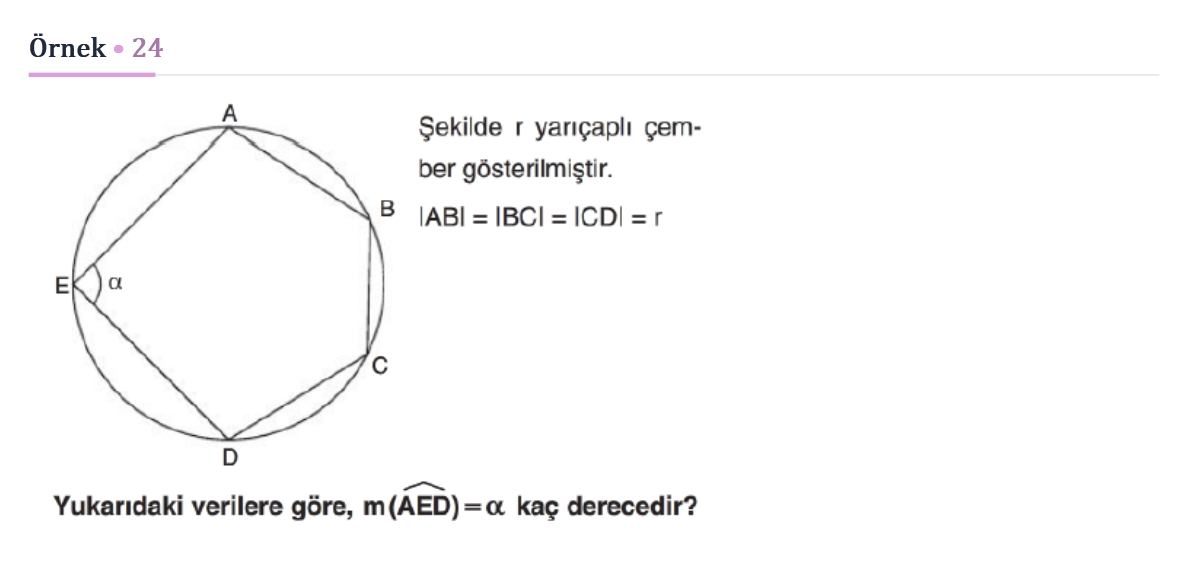 Örnek • 24
A
Şekilde r yarıçaplı çem-
ber gösterilmiştir.
B
|AB| = |BC| = |CD| = r
E
α
C
D
Yukarıdaki verilere göre, m(AED) = α kaç derecedir?